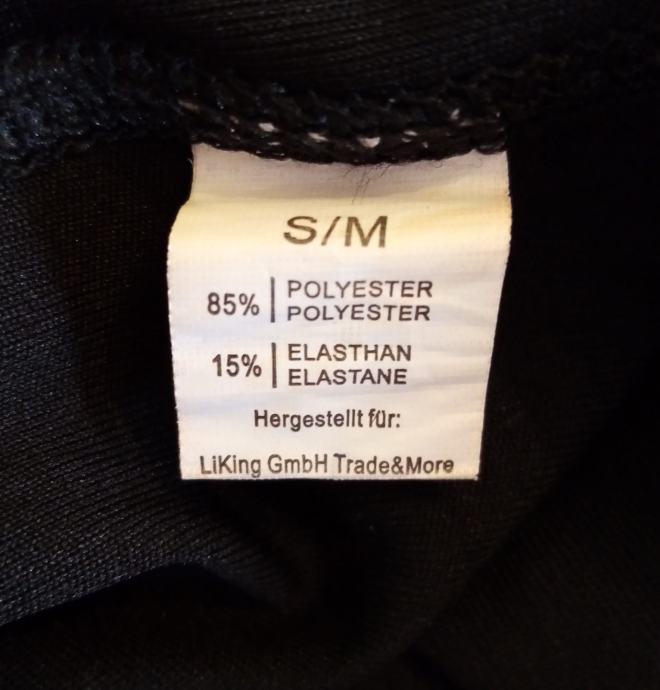 S/M
85% | POLYESTER
POLYESTER
15% | ELASTHAN
ELASTANE
Hergestellt für:
LiKing GmbH Trade&More